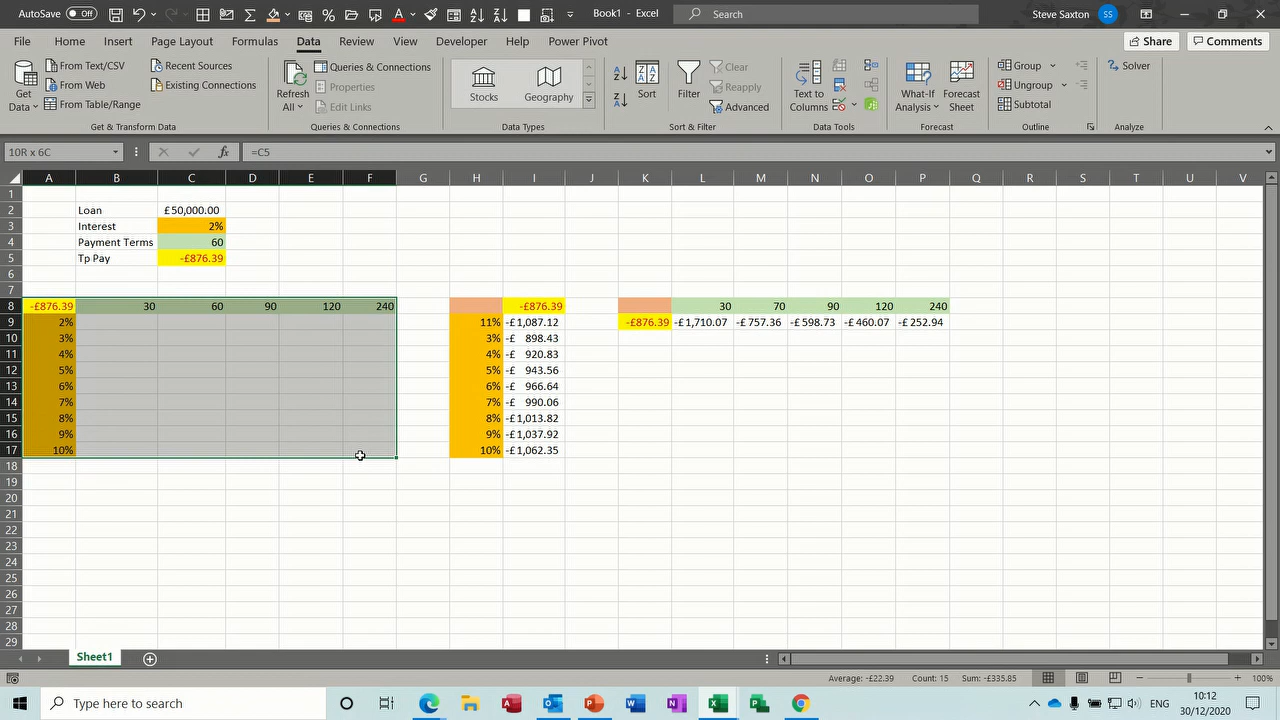 AutoSave Off Book1 - Excel Search Steve Saxton SS
File Home Insert Page Layout Formulas Data Review View Developer Help Power Pivot Share Comments
Get Data From Text/CSV From Web From Table/Range Recent Sources Existing Connections
Get & Transform Data
Refresh All Queries & Connections Properties Edit Links
Queries & Connections
Stocks Geography
Data Types
Sort Filter Clear Reapply Advanced
Sort & Filter
Text to Columns
Data Tools
What-If Analysis Forecast Sheet
Forecast
Group Ungroup Subtotal
Outline
Solver
Analyze
10R x 6C =C5
A B C D E F G H I J K L M N O P Q R S T U V
1
2 Loan £50,000.00
3 Interest 2%
4 Payment Terms 60
5 Tp Pay -£876.39
6
7
8 -£876.39 30 60 90 120 240 -£876.39 30 70 90 120 240
9 2% 11% -£1,087.12 -£876.39 -£1,710.07 -£757.36 -£598.73 -£460.07 -£252.94
10 3% 3% -£ 898.43
11 4% 4% -£ 920.83
12 5% 5% -£ 943.56
13 6% 6% -£ 966.64
14 7% 7% -£ 990.06
15 8% 8% -£1,013.82
16 9% 9% -£1,037.92
17 10% 10% -£1,062.35
18
19
20
21
22
23
24
25
26
27
28
29
Sheet1
Average: -£22.39 Count: 15 Sum: -£335.85 100%
Type here to search ENG 10:12
30/12/2020